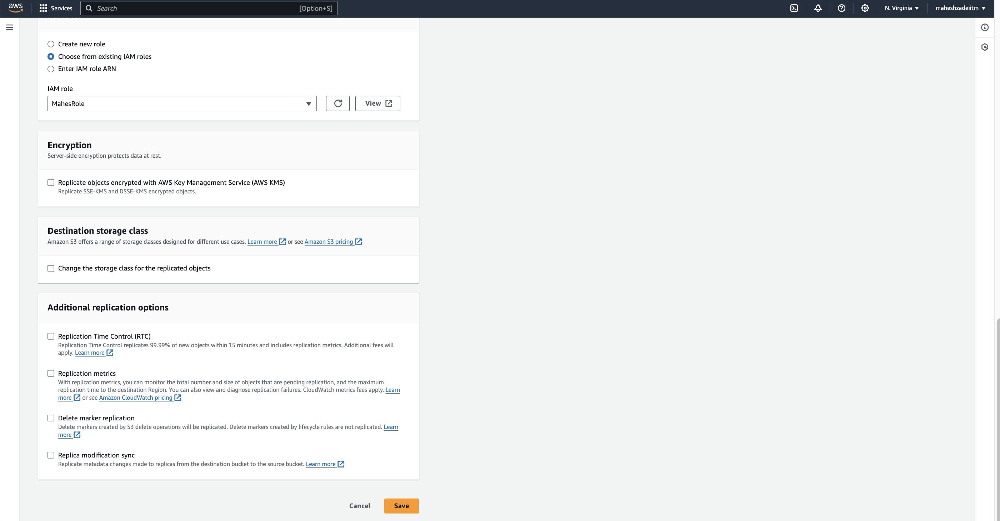 aws
Services
Search
[Option+S]
N. Virginia
maheshzadeiitm
Create new role
Choose from existing IAM roles
Enter IAM role ARN
IAM role
MahesRole
View
Encryption
Server-side encryption protects data at rest.
Replicate objects encrypted with AWS Key Management Service (AWS KMS)
Replicate SSE-KMS and DSSE-KMS encrypted objects.
Destination storage class
Amazon S3 offers a range of storage classes designed for different use cases. Learn more or see Amazon S3 pricing
Change the storage class for the replicated objects
Additional replication options
Replication Time Control (RTC)
Replication Time Control replicates 99.99% of new objects within 15 minutes and includes replication metrics. Additional fees will
apply. Learn more
Replication metrics
With replication metrics, you can monitor the total number and size of objects that are pending replication, and the maximum
replication time to the destination Region. You can also view and diagnose replication failures. CloudWatch metrics fees apply. Learn
more or see Amazon CloudWatch pricing
Delete marker replication
Delete markers created by S3 delete operations will be replicated. Delete markers created by lifecycle rules are not replicated. Learn
more
Replica modification sync
Replicate metadata changes made to replicas from the destination bucket to the source bucket. Learn more
Cancel
Save